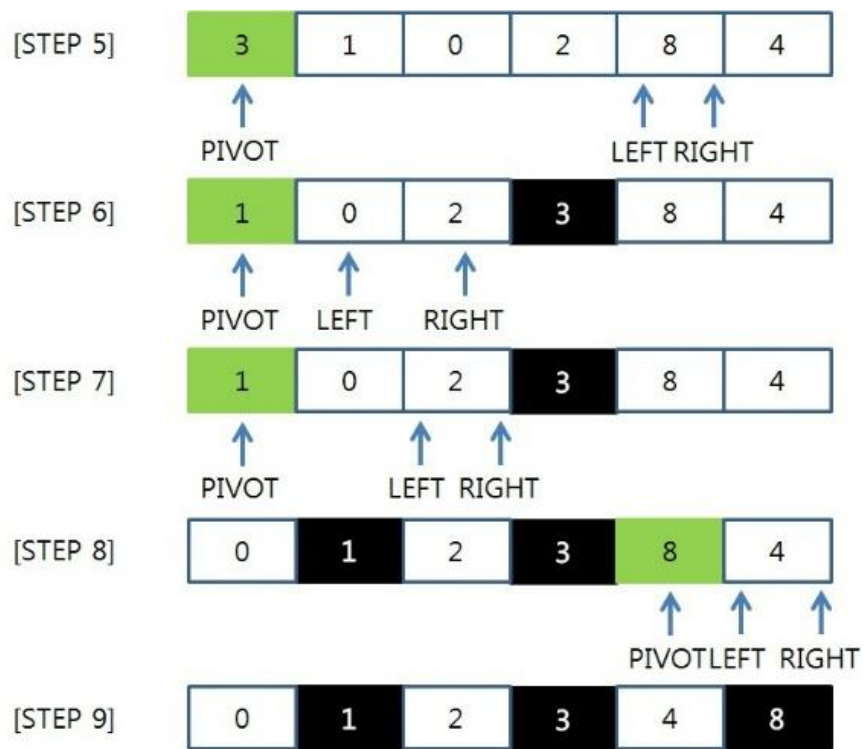 [STEP 5] 3 1 0 2 8 4
PIVOT LEFT RIGHT
[STEP 6] 1 0 2 3 8 4
PIVOT LEFT RIGHT
[STEP 7] 1 0 2 3 8 4
PIVOT LEFT RIGHT
[STEP 8] 0 1 2 3 8 4
PIVOT LEFT RIGHT
[STEP 9] 0 1 2 3 4 8